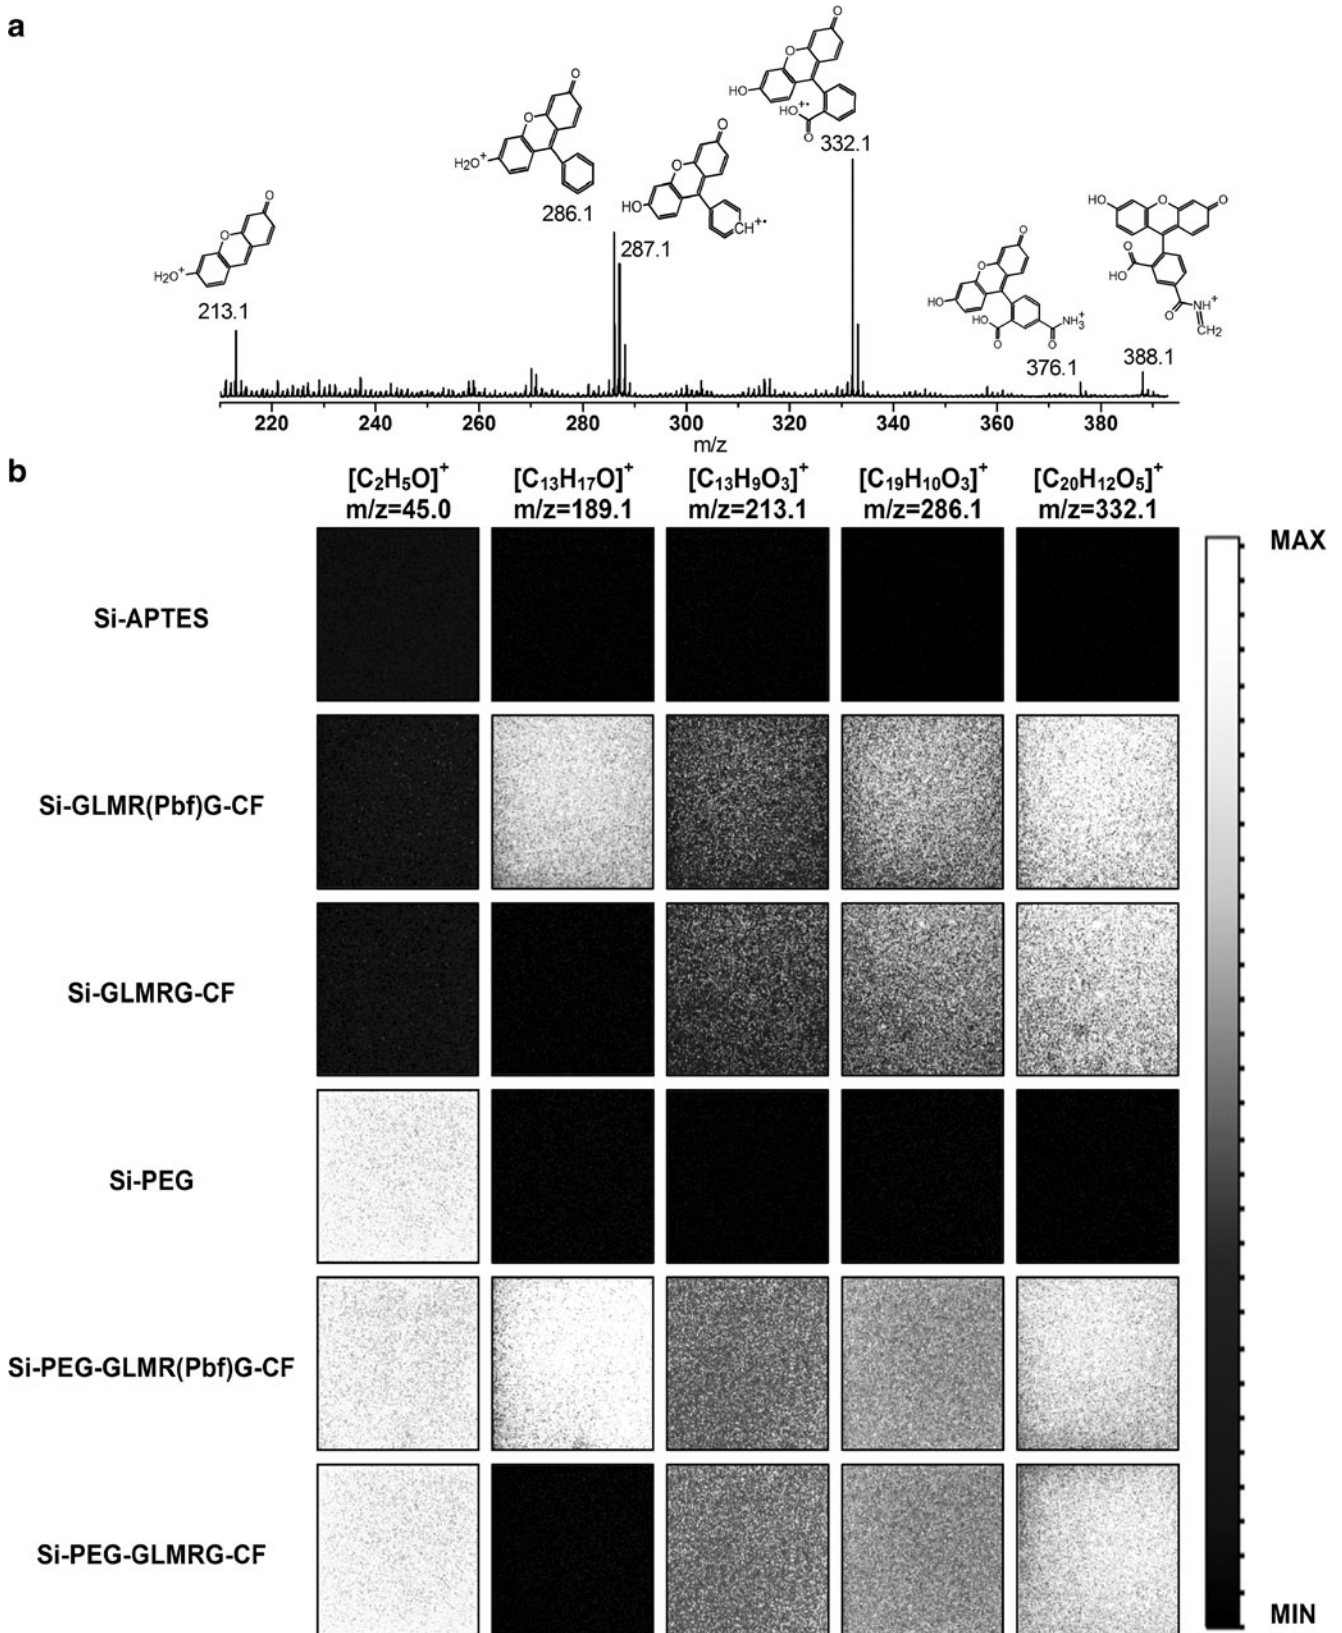 a
O
O
HO⁺•
O
HO
332.1
O
O
H2O⁺
286.1
O
O
HO
CH⁺•
287.1
O
O
H2O⁺
213.1
O
O
HO
HO
O
NH3⁺
O
376.1
HO
O
O
O
HO
O
NH⁺
CH2
388.1
220 240 260 280 300 320 340 360 380
m/z
b
[C₂H₅O]⁺ [C₁₃H₁₇O]⁺ [C₁₃H₉O₃]⁺ [C₁₉H₁₀O₃]⁺ [C₂₀H₁₂O₅]⁺
m/z=45.0 m/z=189.1 m/z=213.1 m/z=286.1 m/z=332.1
MAX
Si-APTES
Si-GLMR(Pbf)G-CF
Si-GLMRG-CF
Si-PEG
Si-PEG-GLMR(Pbf)G-CF
Si-PEG-GLMRG-CF
MIN